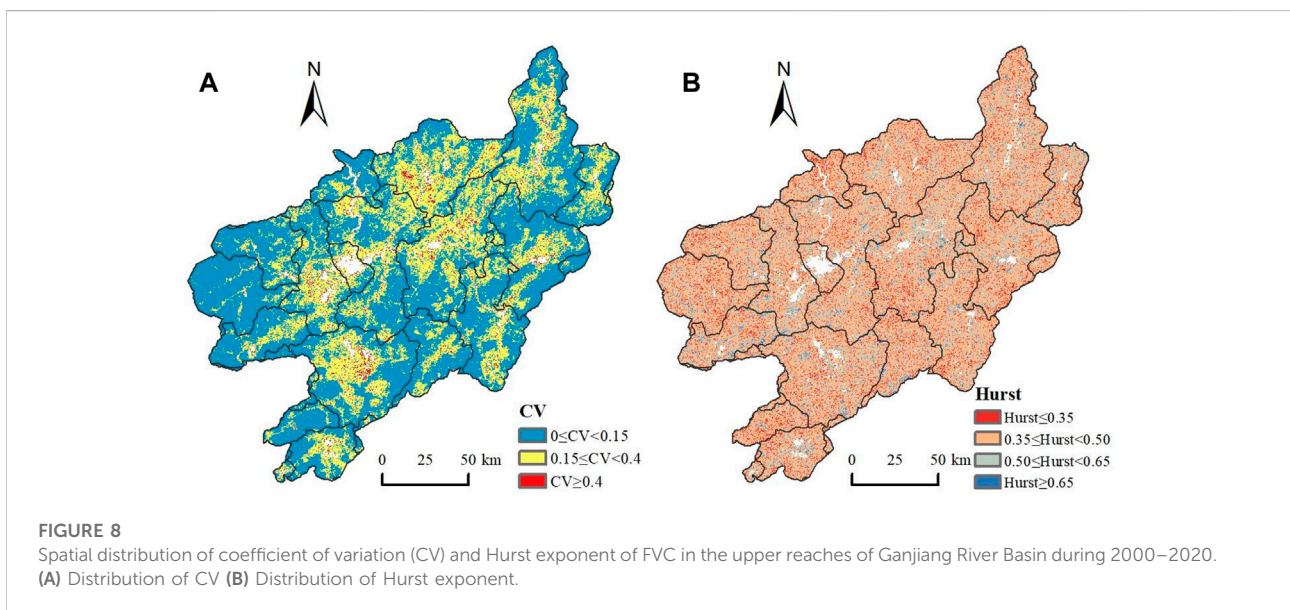 A
N
CV
0≤CV<0.15
0.15≤CV<0.4
CV≥0.4
0 25 50 km
B
N
Hurst
Hurst≤0.35
0.35≤Hurst<0.50
0.50≤Hurst<0.65
Hurst≥0.65
0 25 50 km
FIGURE 8
Spatial distribution of coefficient of variation (CV) and Hurst exponent of FVC in the upper reaches of Ganjiang River Basin during 2000–2020.
(A) Distribution of CV (B) Distribution of Hurst exponent.